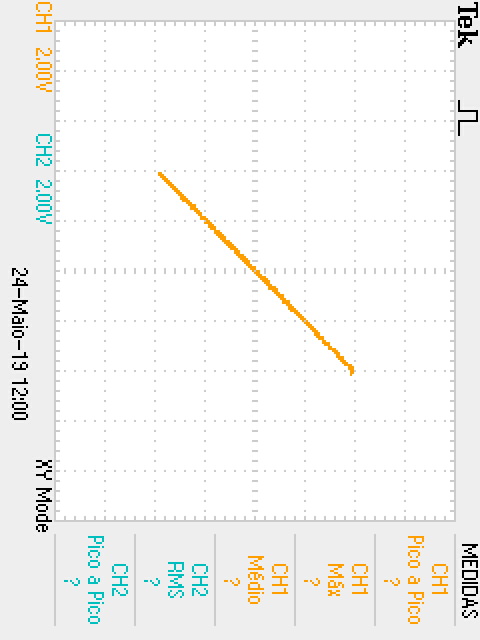 Tek
MEDIDAS
CH1
Pico a Pico
?
CH1
Máx
?
CH1
Médio
?
CH2
RMS
?
CH2
Pico a Pico
?
CH1 2.00V CH2 2.00V XY Mode
24-Maio-19 12:00